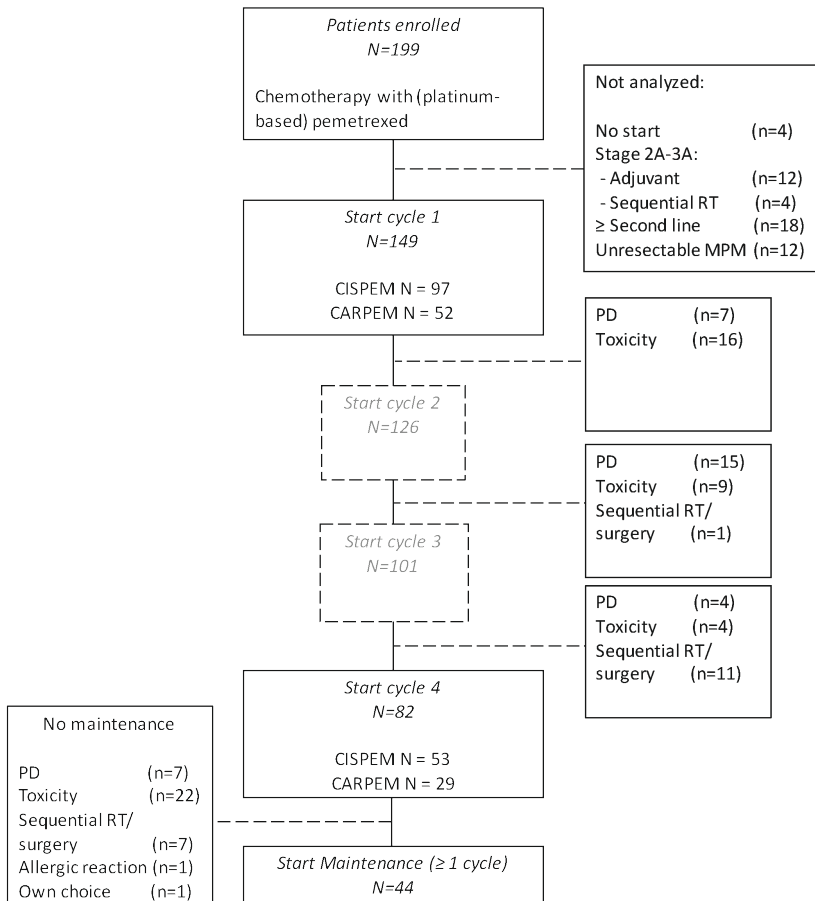 Patients enrolled
N=199
Chemotherapy with (platinum-
based) pemetrexed
Not analyzed:
No start (n=4)
Stage 2A-3A:
- Adjuvant (n=12)
- Sequential RT (n=4)
≥ Second line (n=18)
Unresectable MPM (n=12)
Start cycle 1
N=149
CISPEM N = 97
CARPEM N = 52
PD (n=7)
Toxicity (n=16)
Start cycle 2
N=126
PD (n=15)
Toxicity (n=9)
Sequential RT/
surgery (n=1)
Start cycle 3
N=101
PD (n=4)
Toxicity (n=4)
Sequential RT/
surgery (n=11)
Start cycle 4
N=82
CISPEM N = 53
CARPEM N = 29
No maintenance
PD (n=7)
Toxicity (n=22)
Sequential RT/
surgery (n=7)
Allergic reaction (n=1)
Own choice (n=1)
Start Maintenance (≥ 1 cycle)
N=44